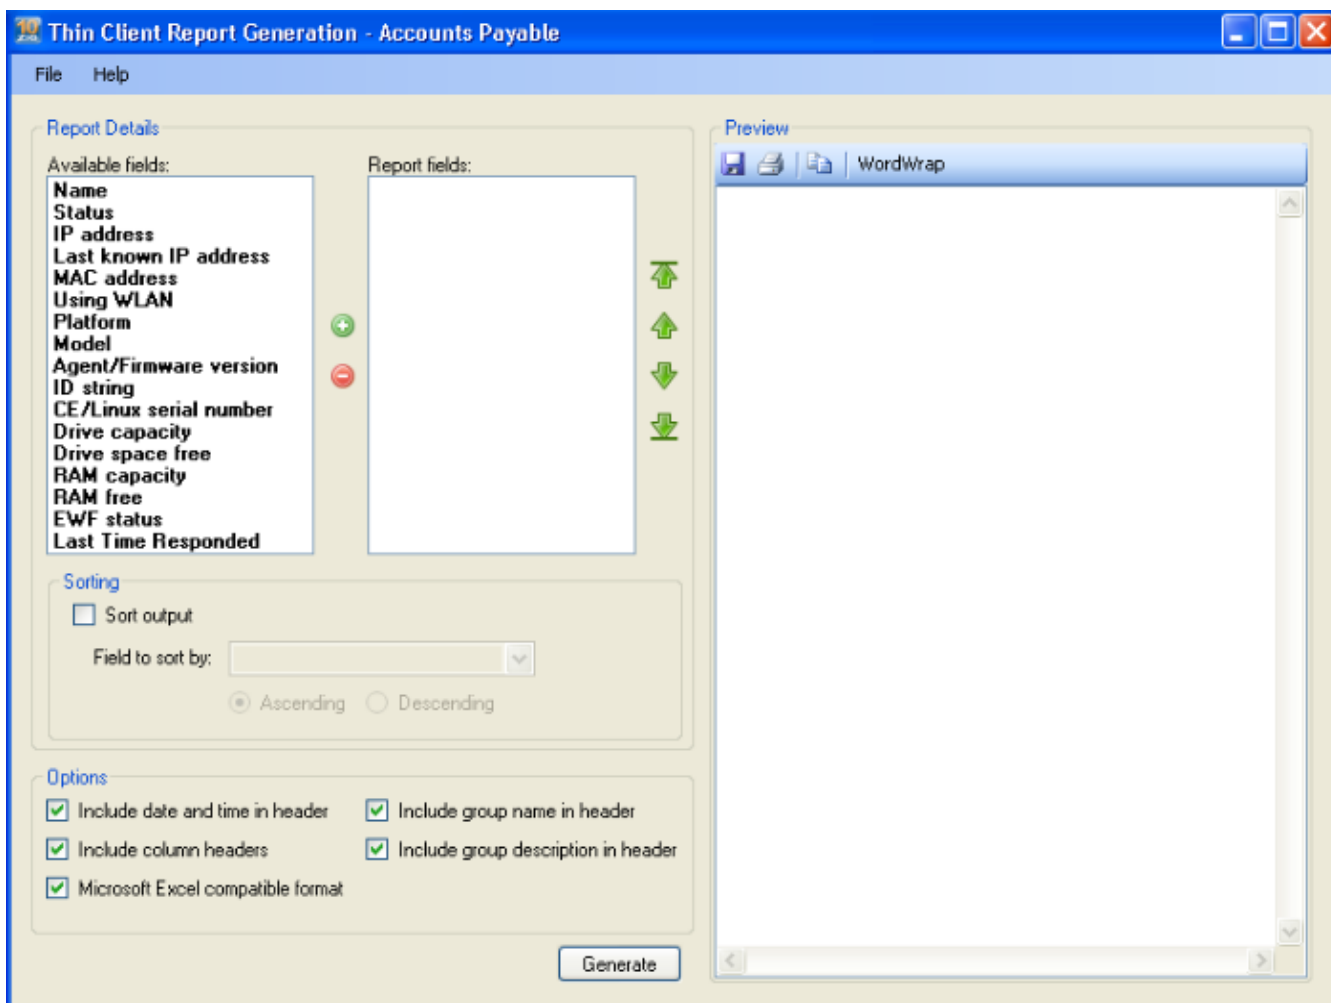 Thin Client Report Generation - Accounts Payable
File Help
Report Details
Available fields:
Name
Status
IP address
Last known IP address
MAC address
Using WLAN
Platform
Model
Agent/Firmware version
ID string
CE/Linux serial number
Drive capacity
Drive space free
RAM capacity
RAM free
EWF status
Last Time Responded
Report fields:
Sorting
Sort output
Field to sort by:
Ascending Descending
Options
Include date and time in header
Include group name in header
Include column headers
Include group description in header
Microsoft Excel compatible format
Generate
Preview
WordWrap